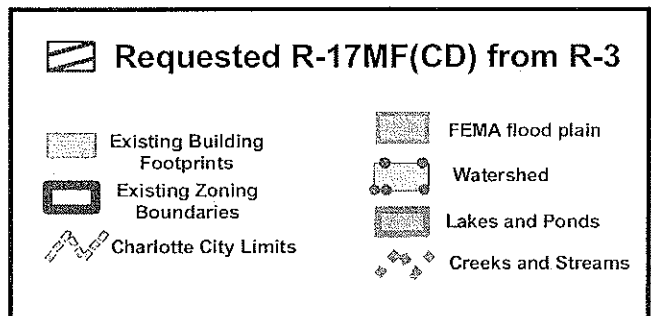 Requested R-17MF(CD) from R-3
Existing Building
Footprints
Existing Zoning
Boundaries
Charlotte City Limits
FEMA flood plain
Watershed
Lakes and Ponds
Creeks and Streams